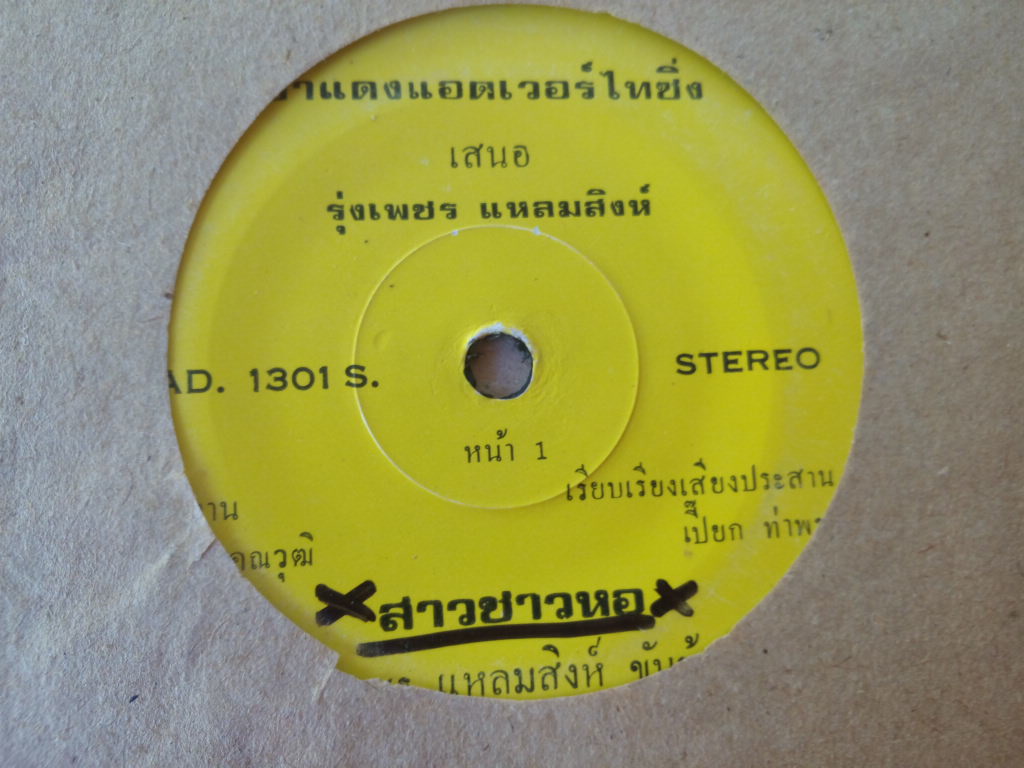 าแดงแอดเวอร์ไทซิ่ง
เสนอ
รุ่งเพชร แหลมสิงห์
AD. 1301 S.
STEREO
หน้า 1
เรียบเรียงเสียงประสาน
เปี๊ยก ท่าพ
าน
คุณวุฒิ
สาวชาวหอ
ชร แหลมสิงห์ ขับร้